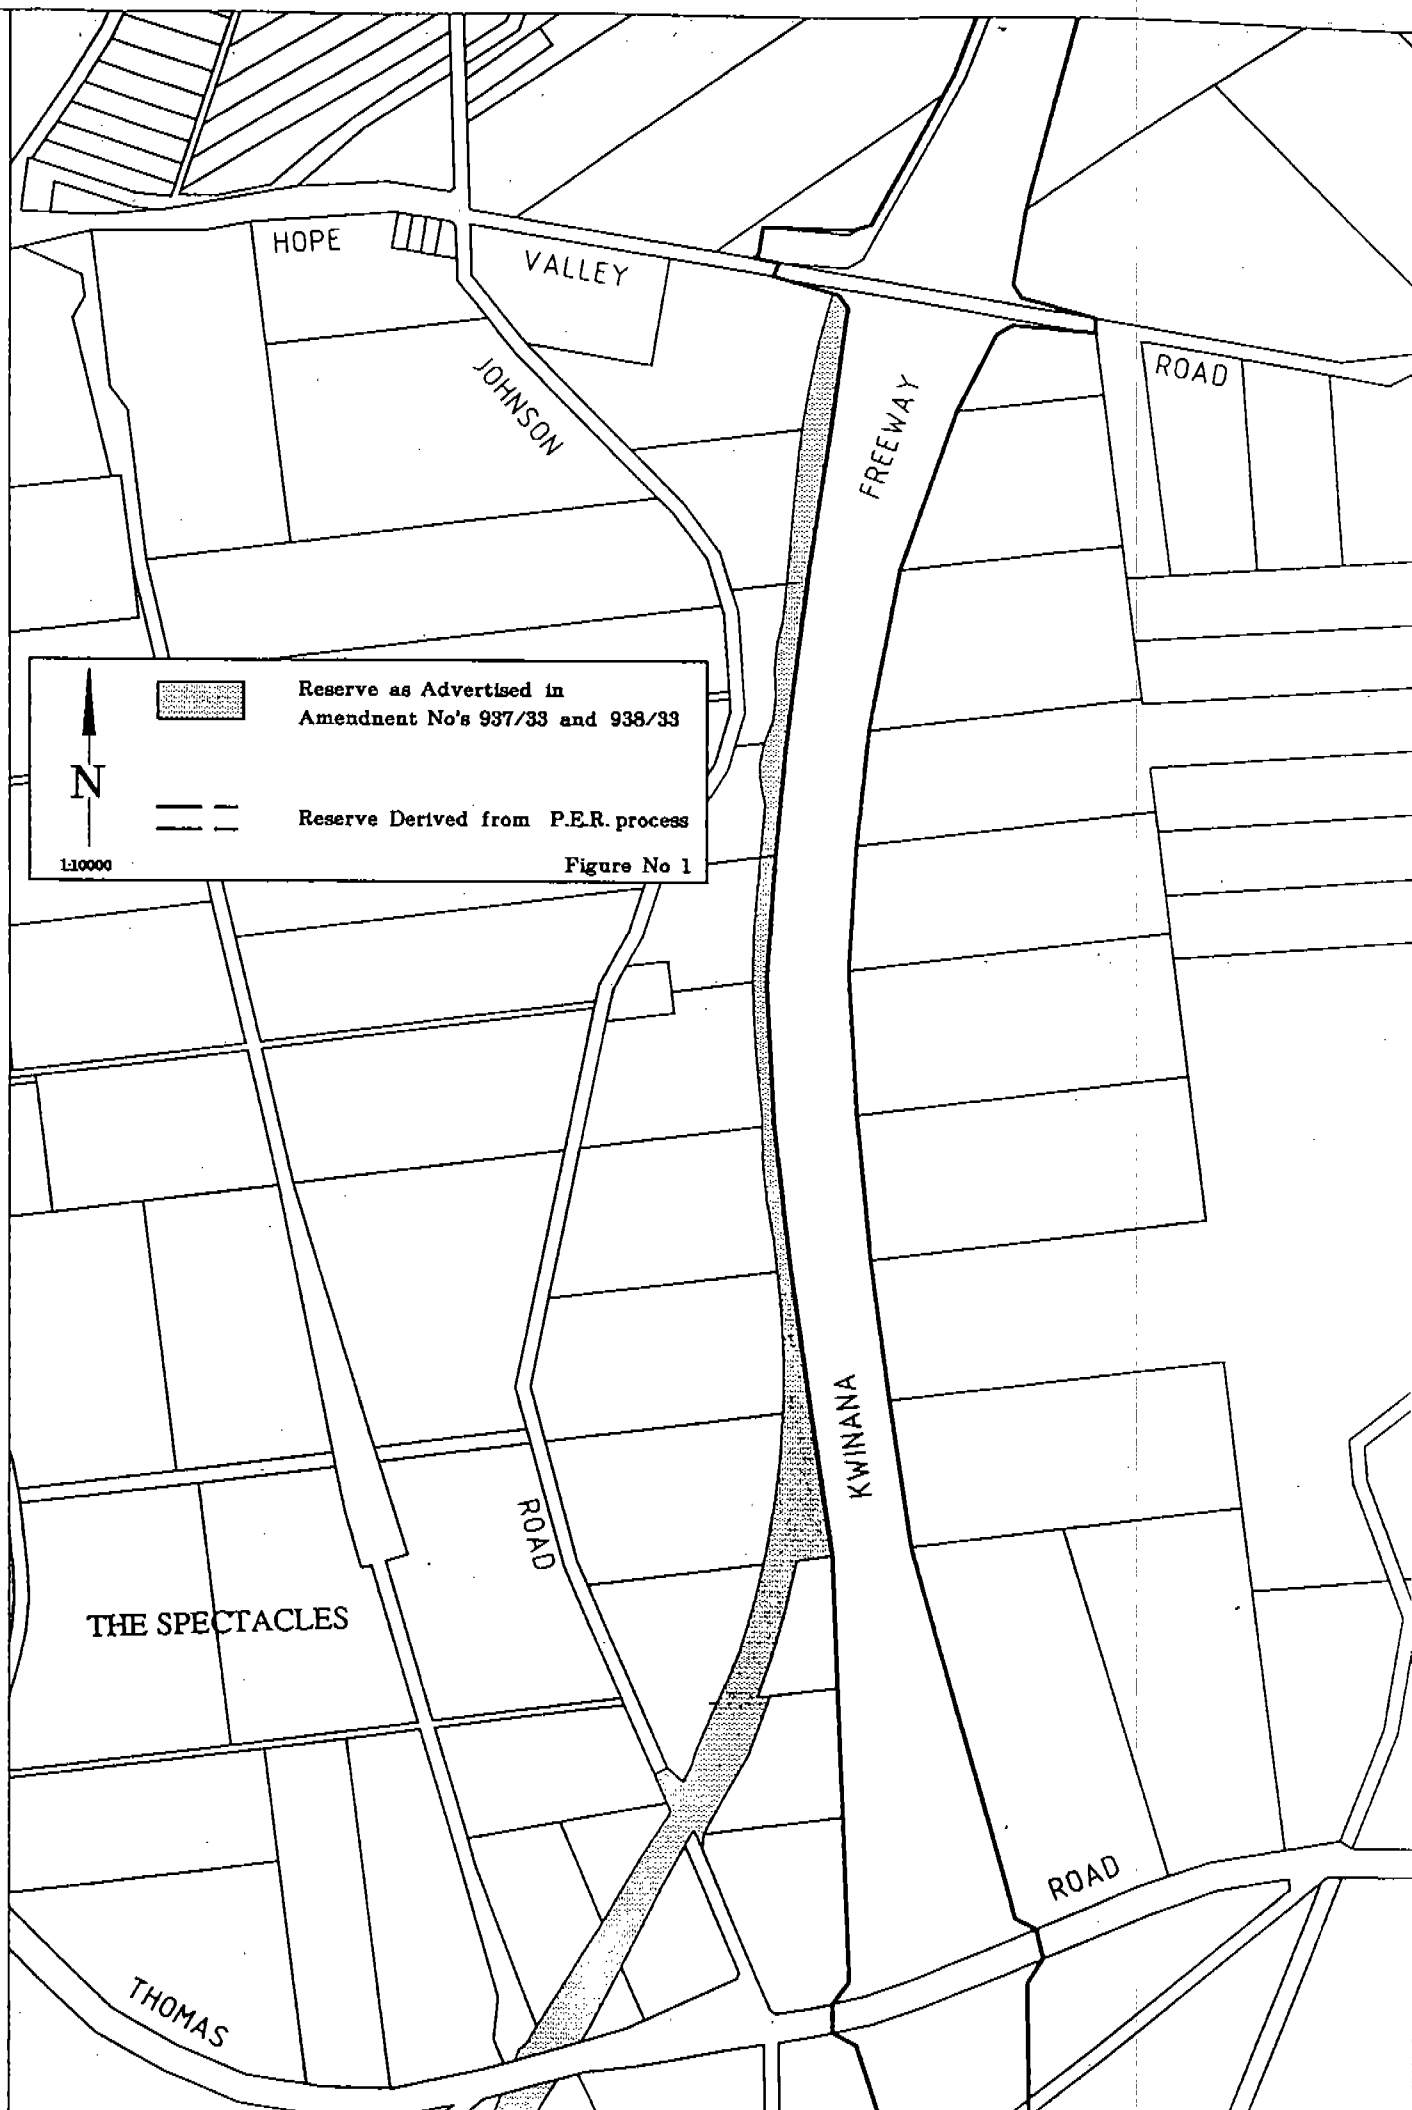 HOPE
VALLEY
ROAD
JOHNSON
FREEWAY
Reserve as Advertised in
Amendment No's 937/33 and 938/33
N
Reserve Derived from P.E.R. process
1:10000
Figure No 1
KWINANA
ROAD
THE SPECTACLES
ROAD
THOMAS